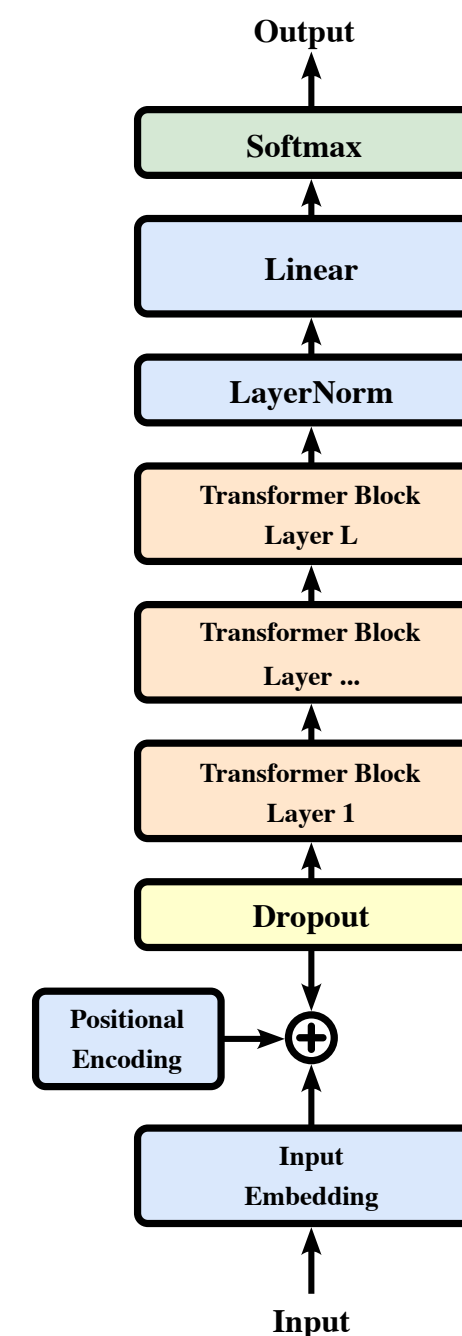 Output
Softmax
Linear
LayerNorm
Transformer Block
Layer L
Transformer Block
Layer ...
Transformer Block
Layer 1
Dropout
Positional
Encoding
Input
Embedding
Input